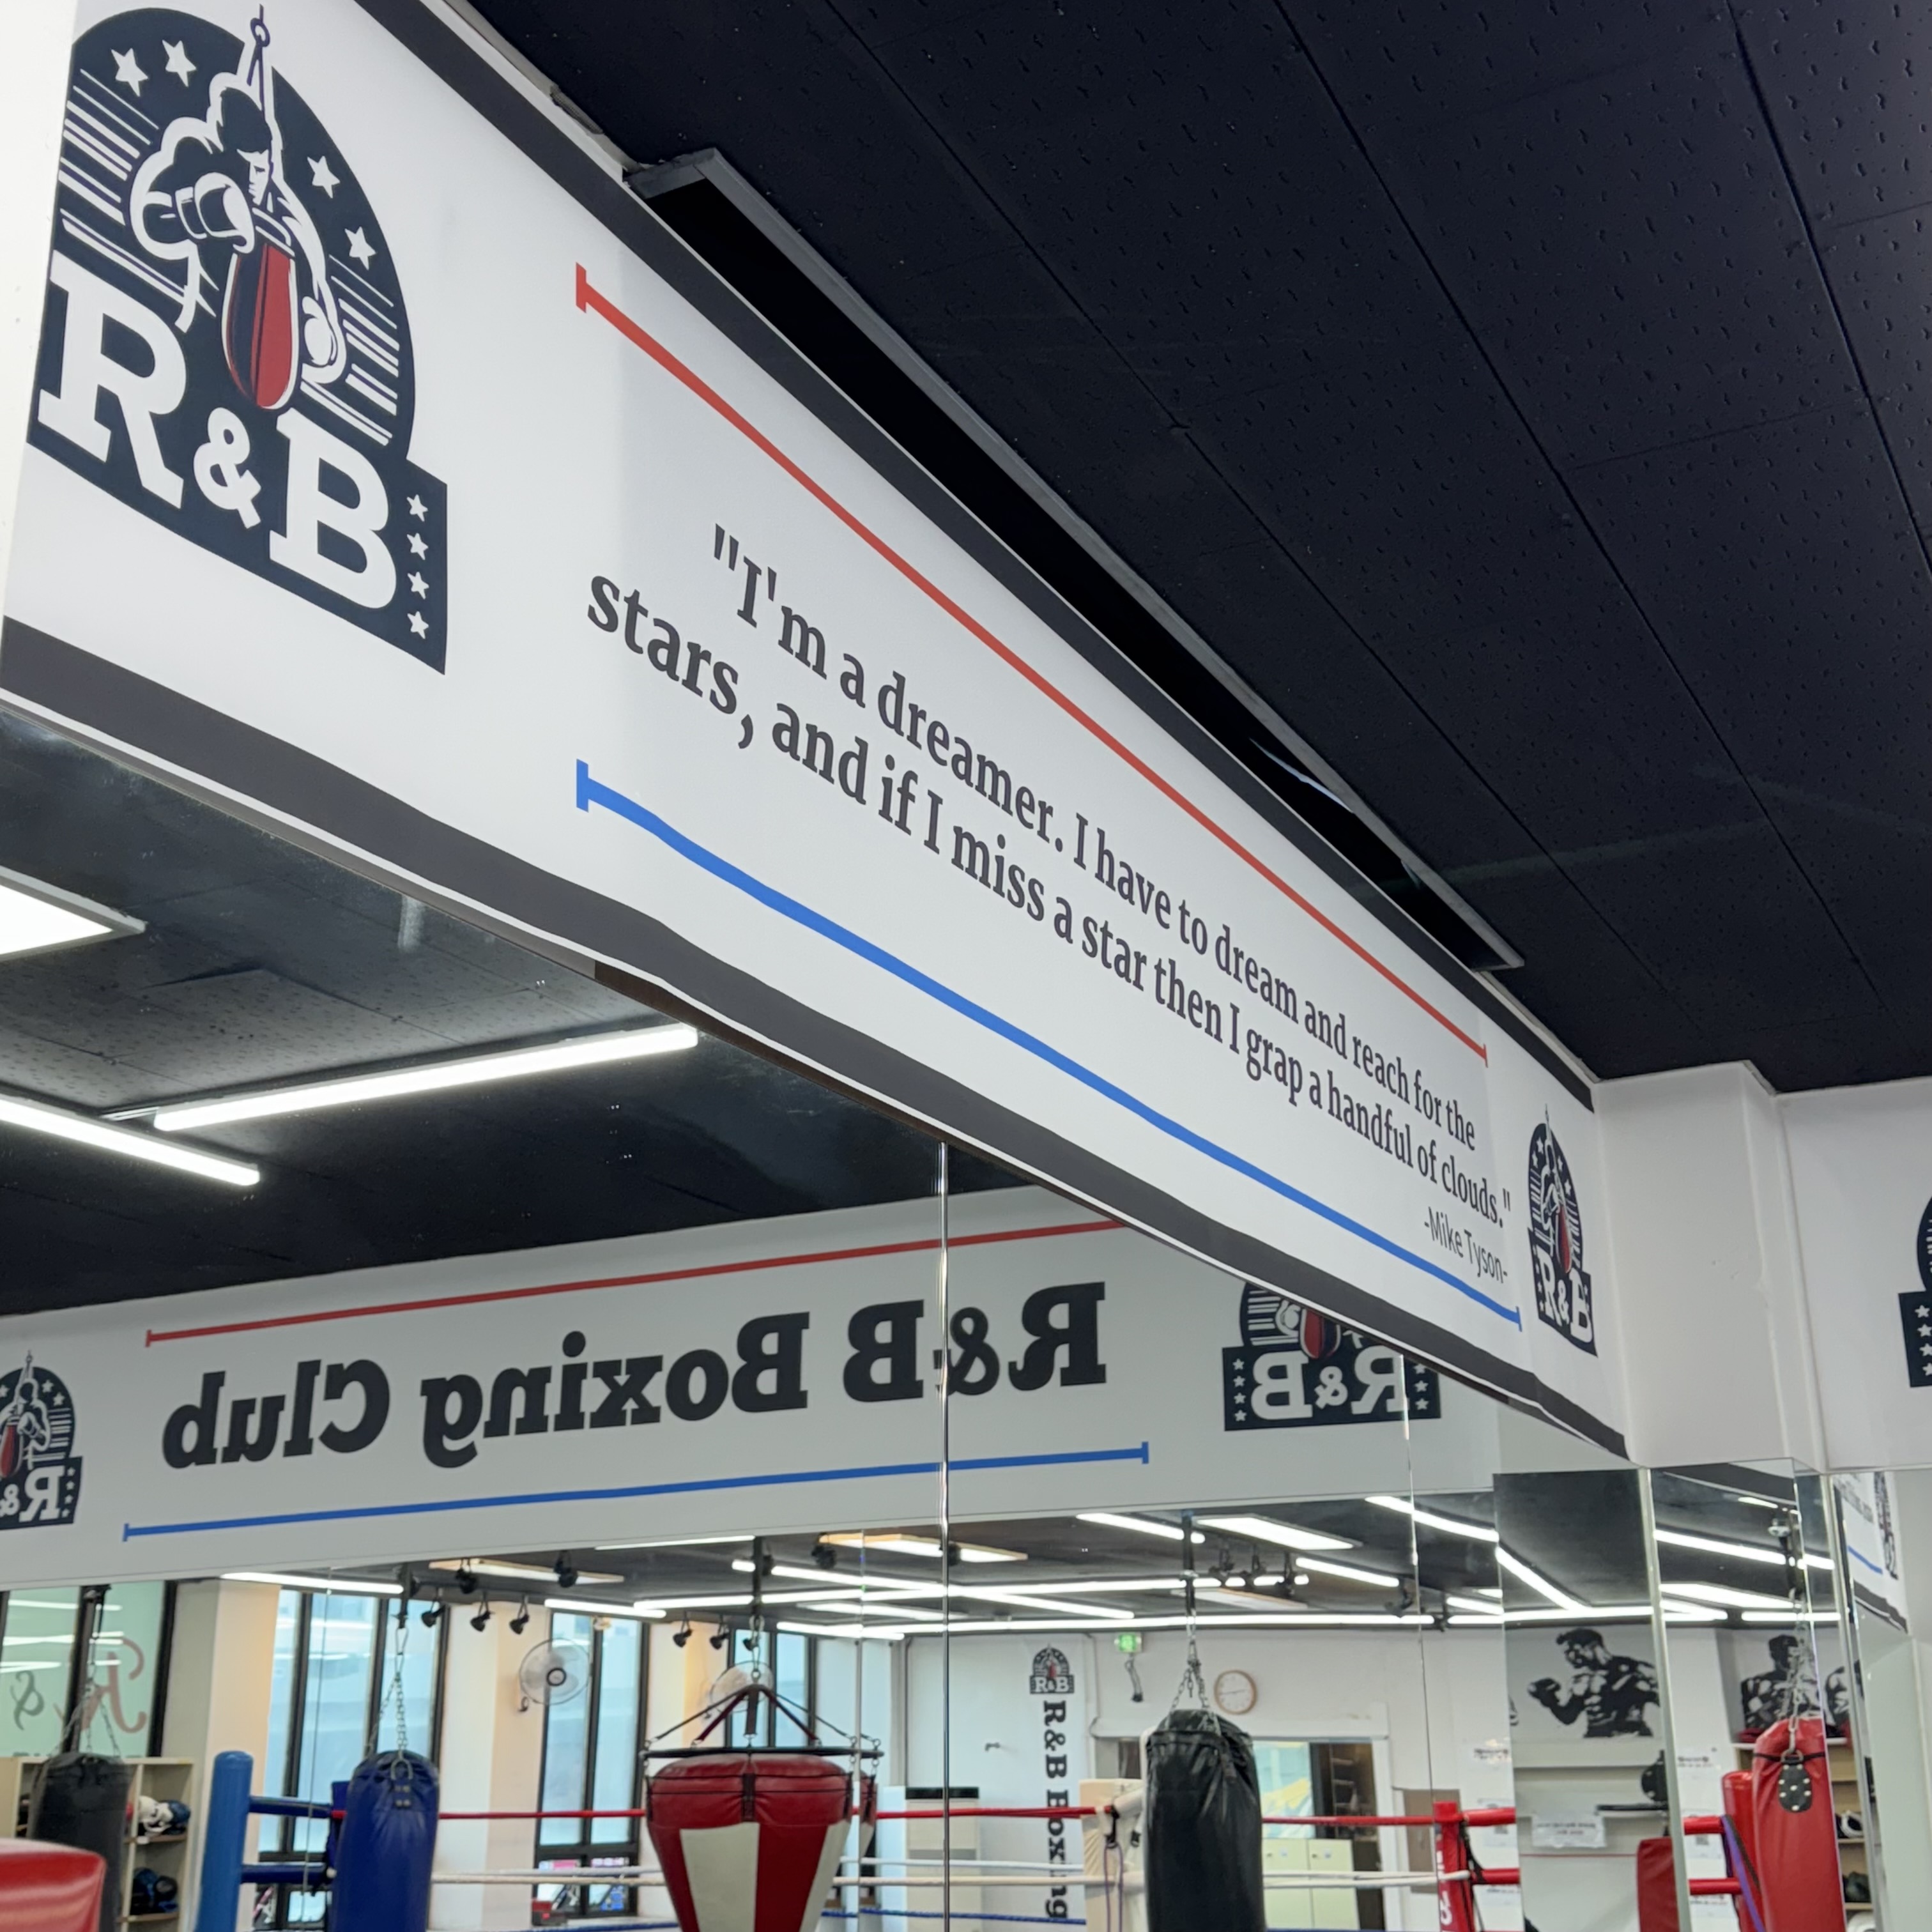 R&B
"I'm a dreamer. I have to dream and reach for the
stars, and if I miss a star then I grap a handful of clouds."
-Mike Tyson-
R&B
R&B Boxing Club
R&B
R&B
R&B
R&B Boxing